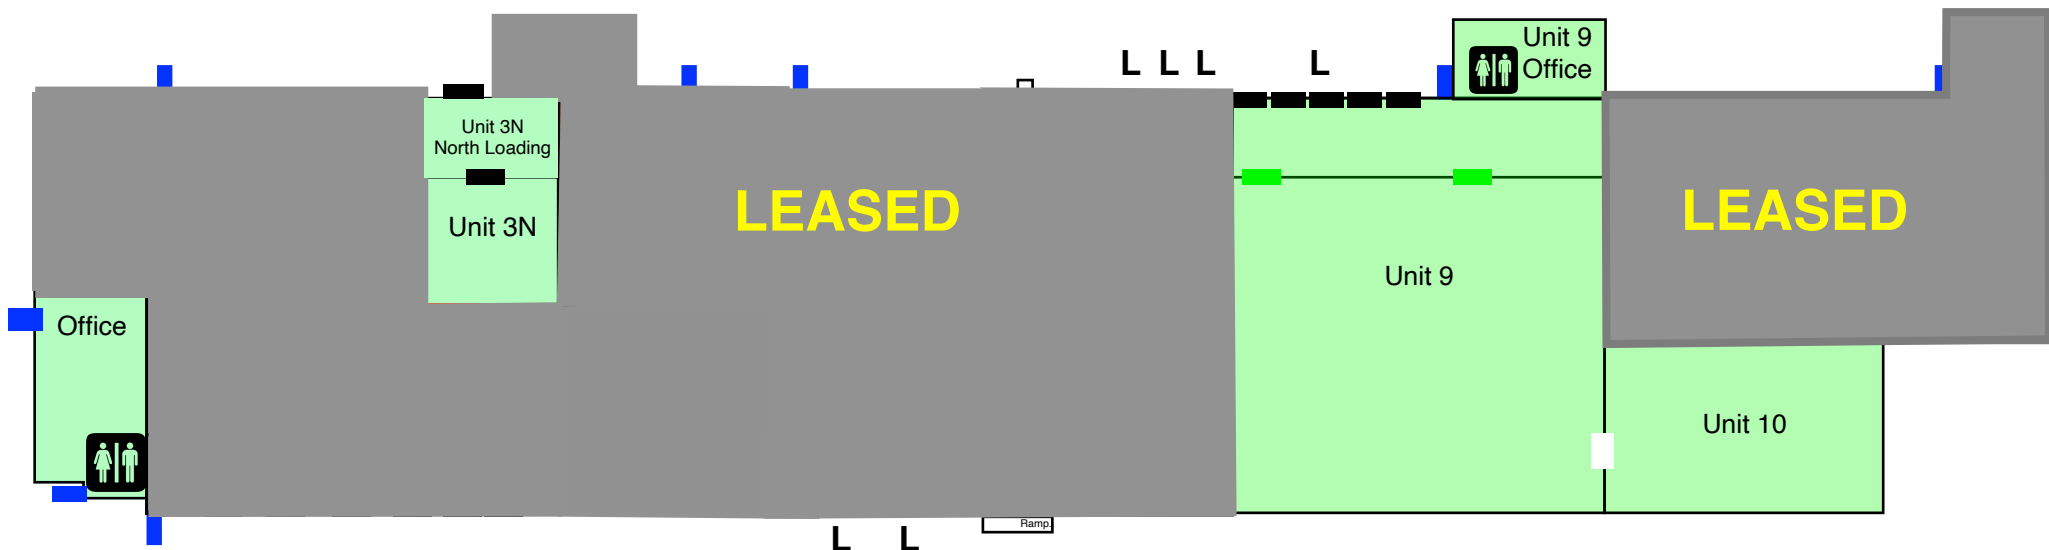 L L L L
Unit 9
Office
Unit 3N
North Loading
LEASED
LEASED
Unit 3N
Unit 9
Office
Unit 10
Ramp.
L L